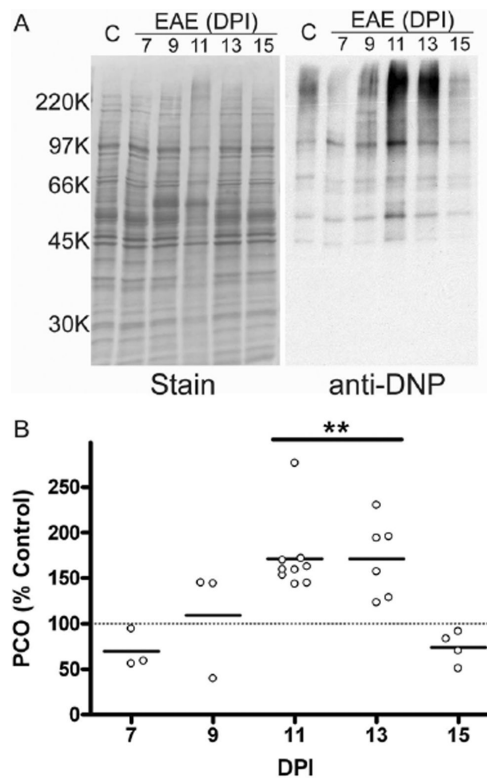 A
C EAE (DPI) C EAE (DPI)
7 9 11 13 15 7 9 11 13 15
220K
97K
66K
45K
30K
Stain anti-DNP
B
**
PCO (% Control)
250
200
150
100
50
0
7 9 11 13 15
DPI